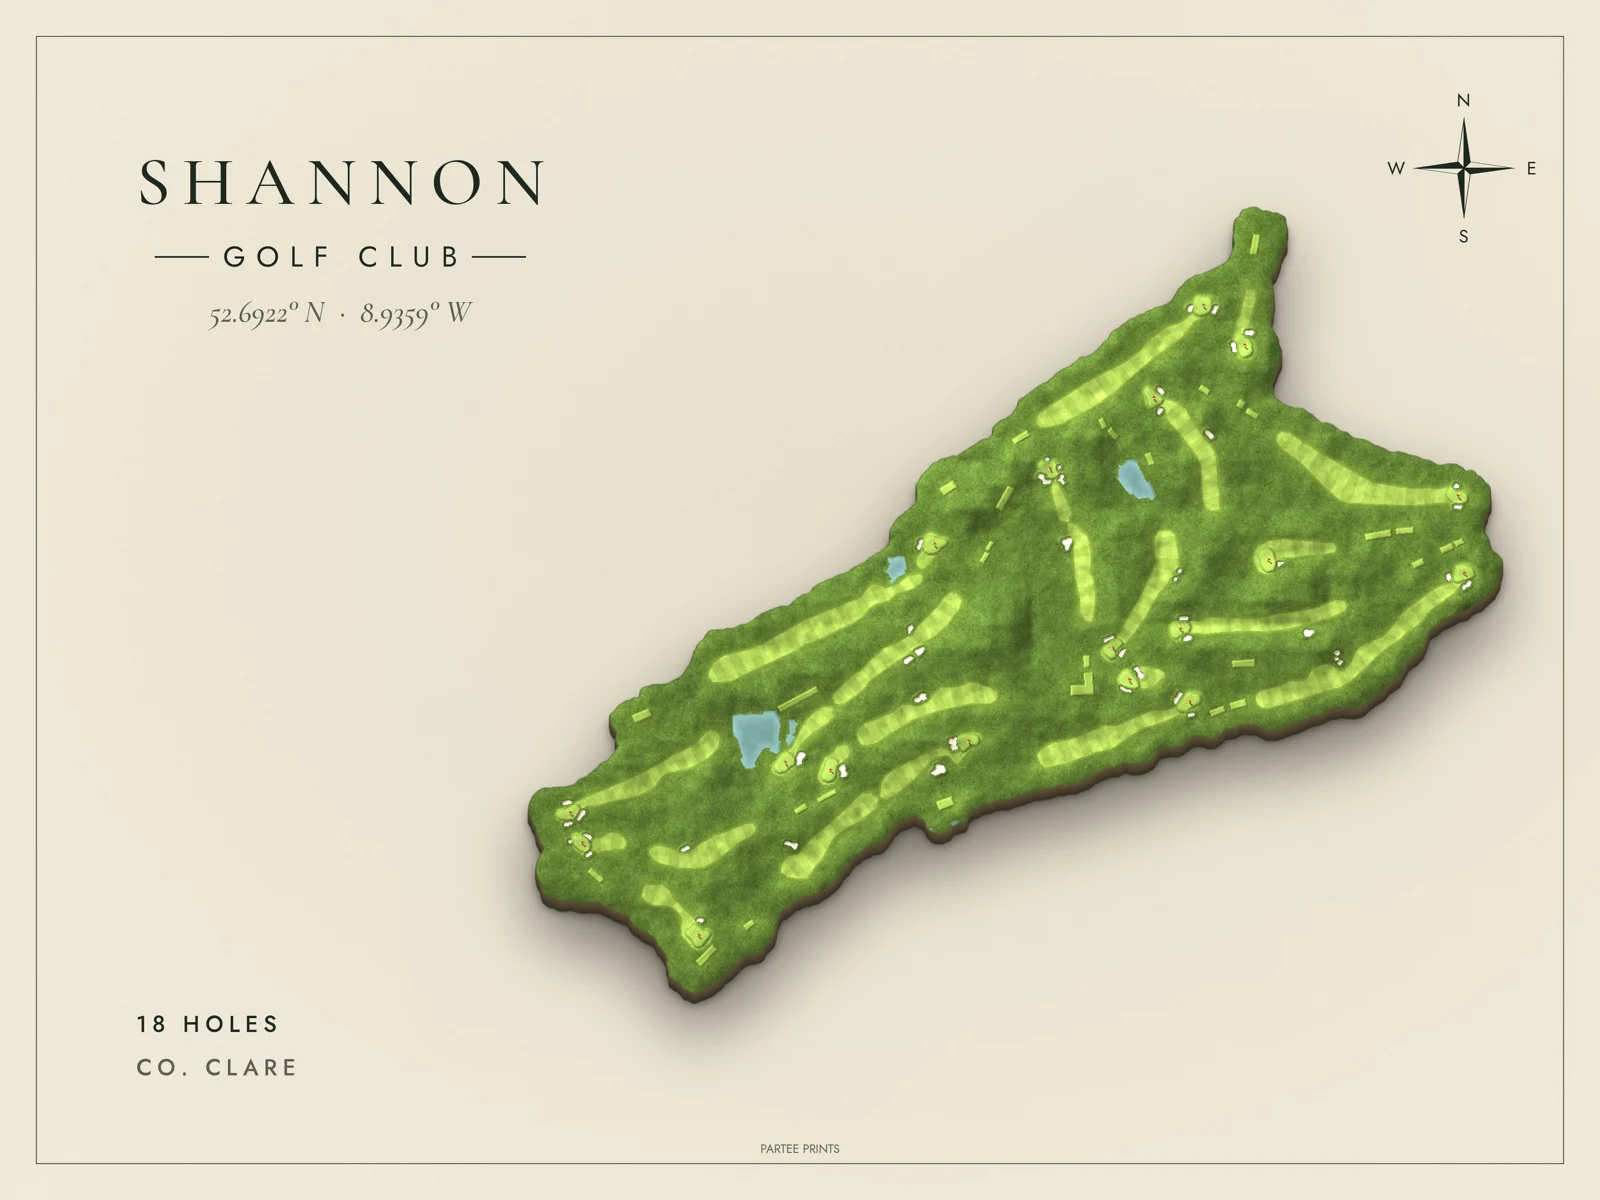 SHANNON
GOLF CLUB
52.6922° N · 8.9359° W
N
W E
S
18 HOLES
CO. CLARE
PARTEE PRINTS